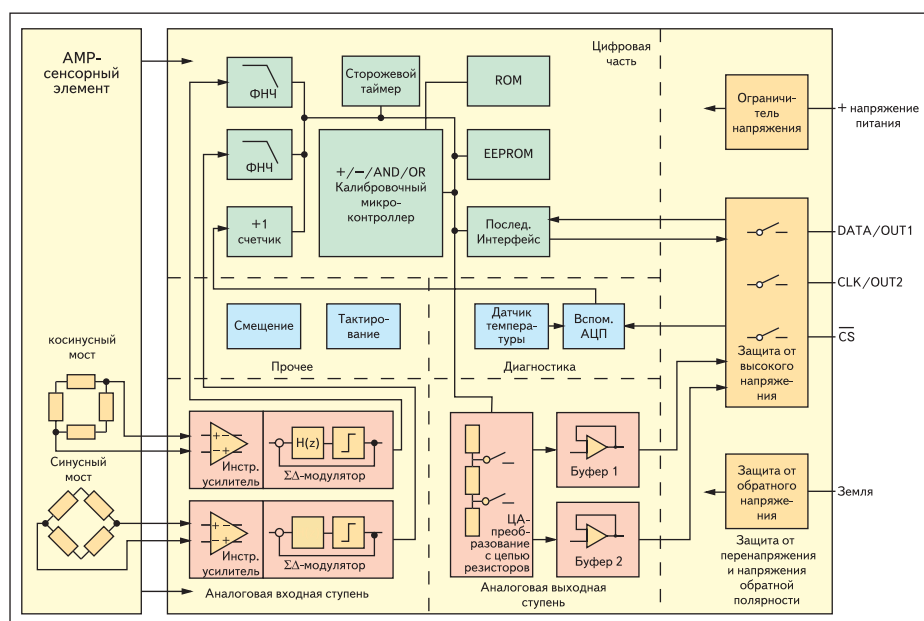 АМР-
сенсорный
элемент
Цифровая
часть
ФНЧ
Сторожевой
таймер
ROM
Ограничи-
тель
напряжения
+ напряжение
питания
ФНЧ
+/−/AND/OR
Калибровочный
микро-
контроллер
EEPROM
+1
счетчик
Послед.
Интерфейс
DATA/OUT1
CLK/OUT2
CS
Защита от
высокого
напряже-
ния
Смещение
Тактиро-
вание
Датчик
темпера-
туры
Вспом.
АЦП
Прочее
Диагностика
косинусный
мост
+
−+
Инстр.
усилитель
H(z)
ΣΔ-модулятор
Синусный
мост
+
−+
Инстр.
усилитель
ΣΔ-модулятор
ЦА-
преоб-
разование
с цепью
резисторов
Буфер 1
Буфер 2
Защита от
обратного
напряже-
ния
Земля
Защита от
перенапряжения
и напряжения
обратной
полярности
Аналоговая входная ступень
Аналоговая выходная
ступень